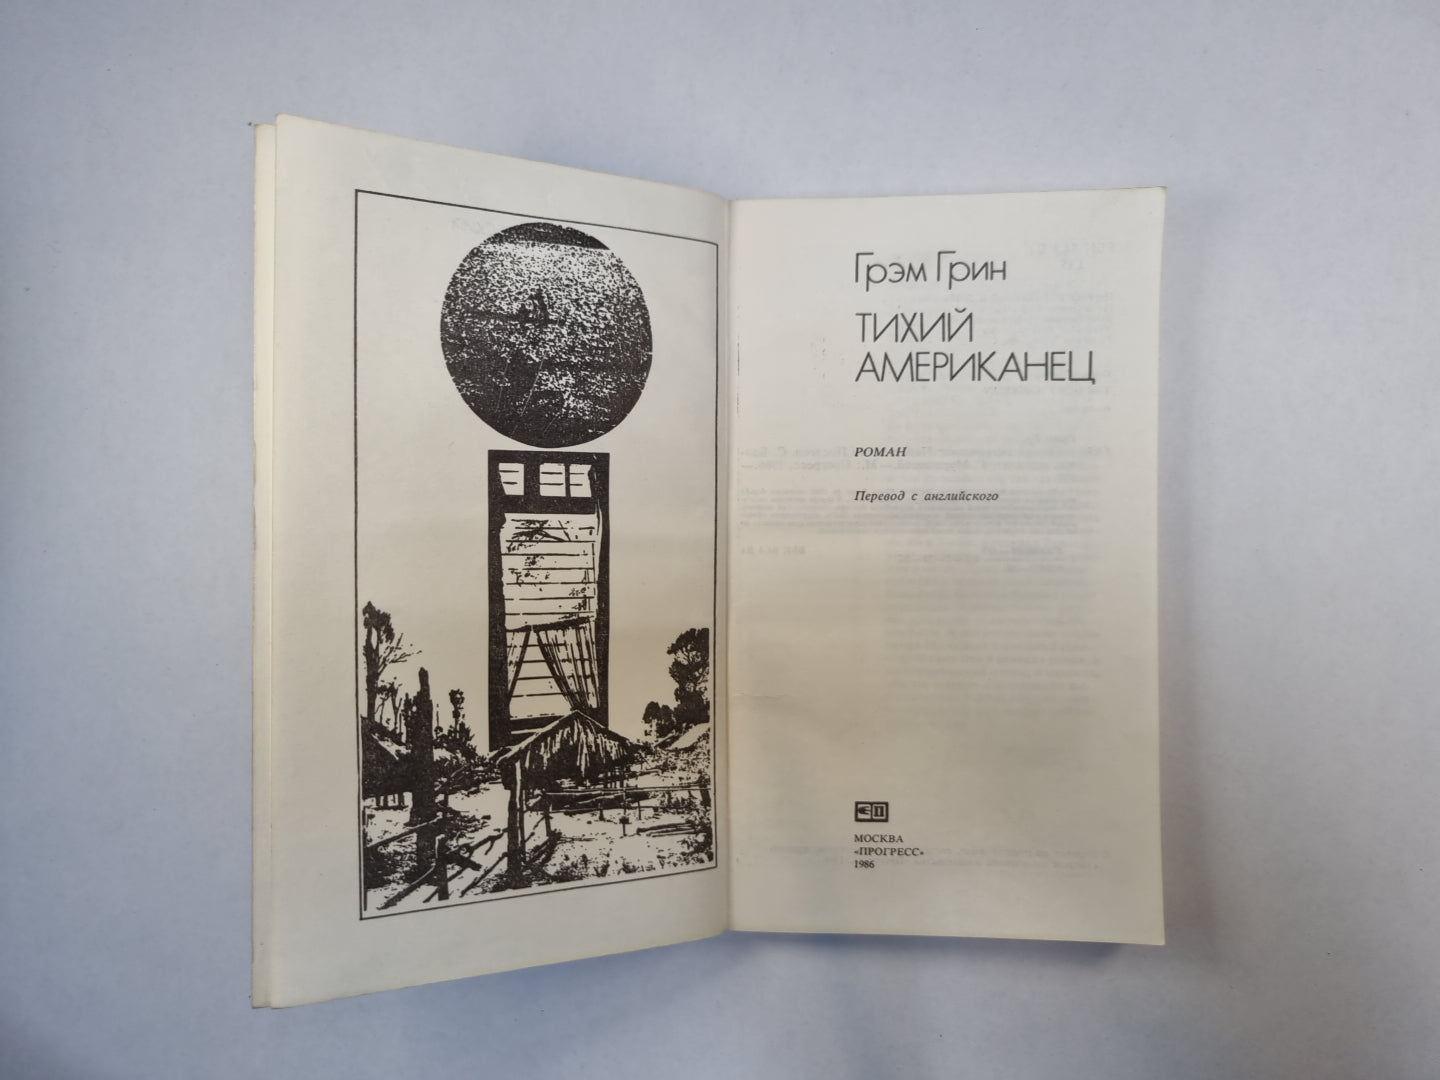 Грэм Грин
ТИХИЙ
АМЕРИКАНЕЦ
РОМАН
Перевод с английского
МОСКВА
«ПРОГРЕСС»
1986